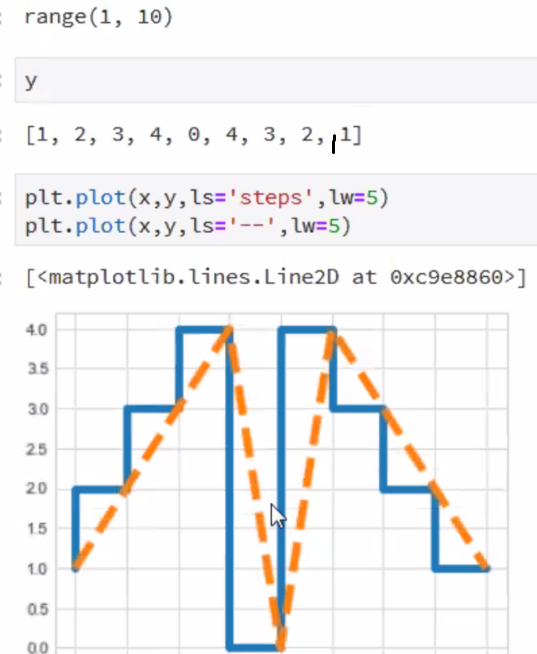 range(1, 10)
y
[1, 2, 3, 4, 0, 4, 3, 2, 1]
plt.plot(x,y,ls='steps',lw=5)
plt.plot(x,y,ls='--',lw=5)
[<matplotlib.lines.Line2D at 0xc9e8860>]
4.0
3.5
3.0
2.5
2.0
1.5
1.0
0.5
0.0